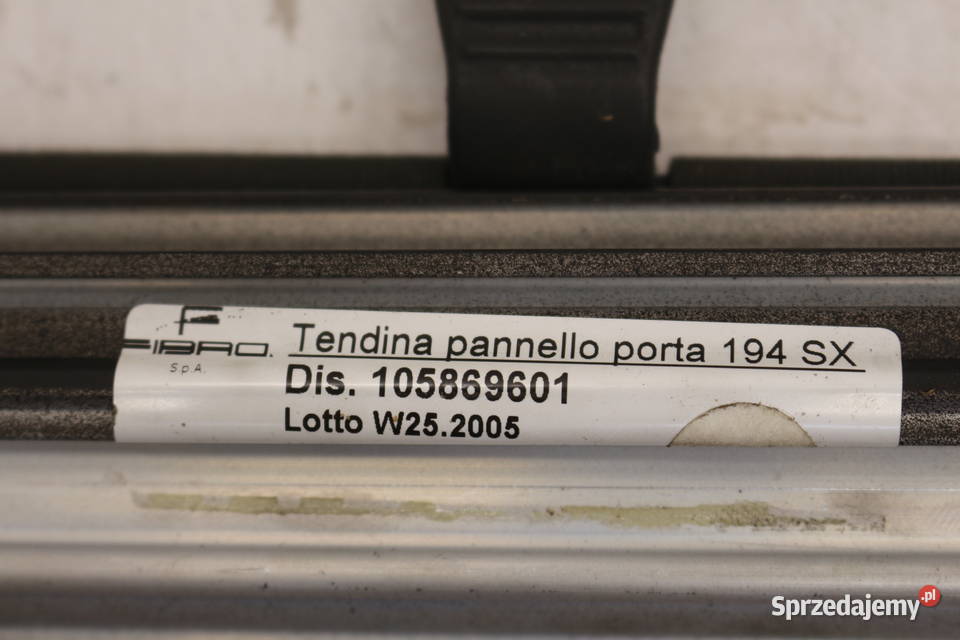 FIBRO.
S.p.A.
Tendina pannello porta 194 SX
Dis. 105869601
Lotto W25.2005
Sprzedajemy.pl